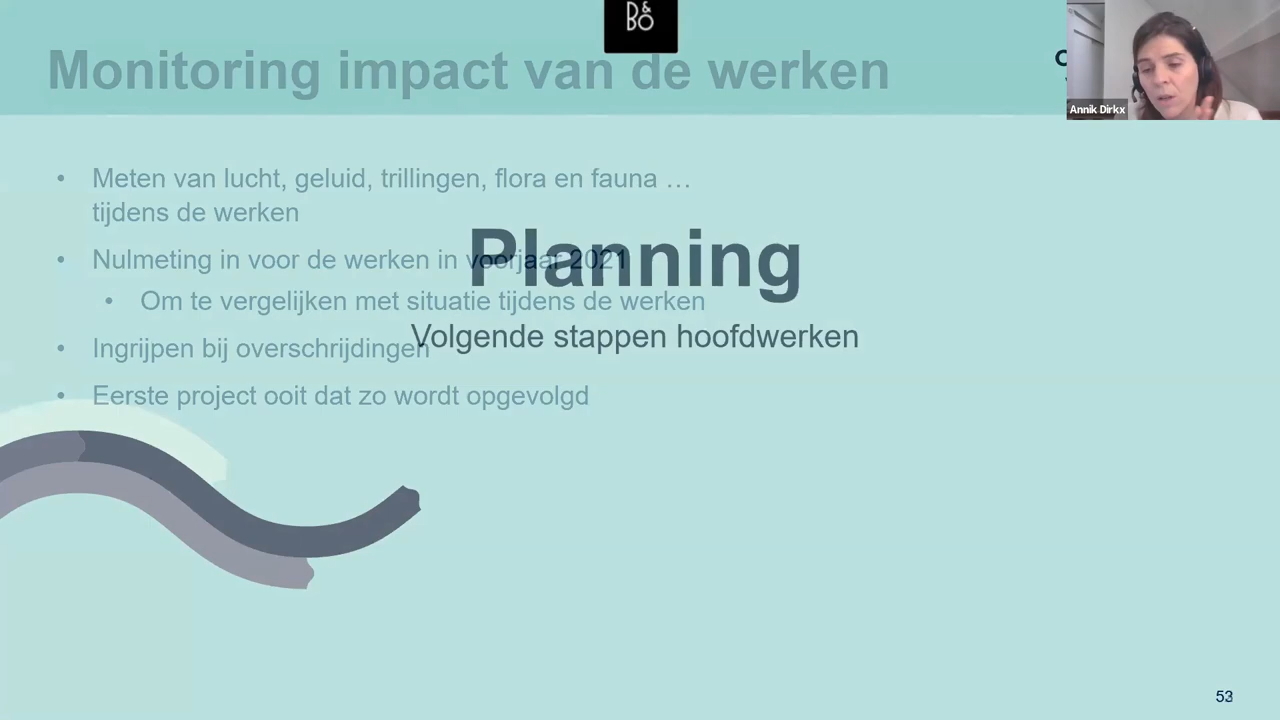 D&
BO
Monitoring impact van de werken
Annik Dirkx
• Meten van lucht, geluid, trillingen, flora en fauna …
tijdens de werken
• Nulmeting in voor de werken in voorjaar 2021
• Om te vergelijken met situatie tijdens de werken
• Ingrijpen bij overschrijdingen
• Eerste project ooit dat zo wordt opgevolgd
Planning
Volgende stappen hoofdwerken
53